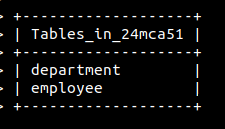 > +--------------------+
> | Tables_in_24mca51 |
> +--------------------+
> | department |
> | employee |
> +--------------------+